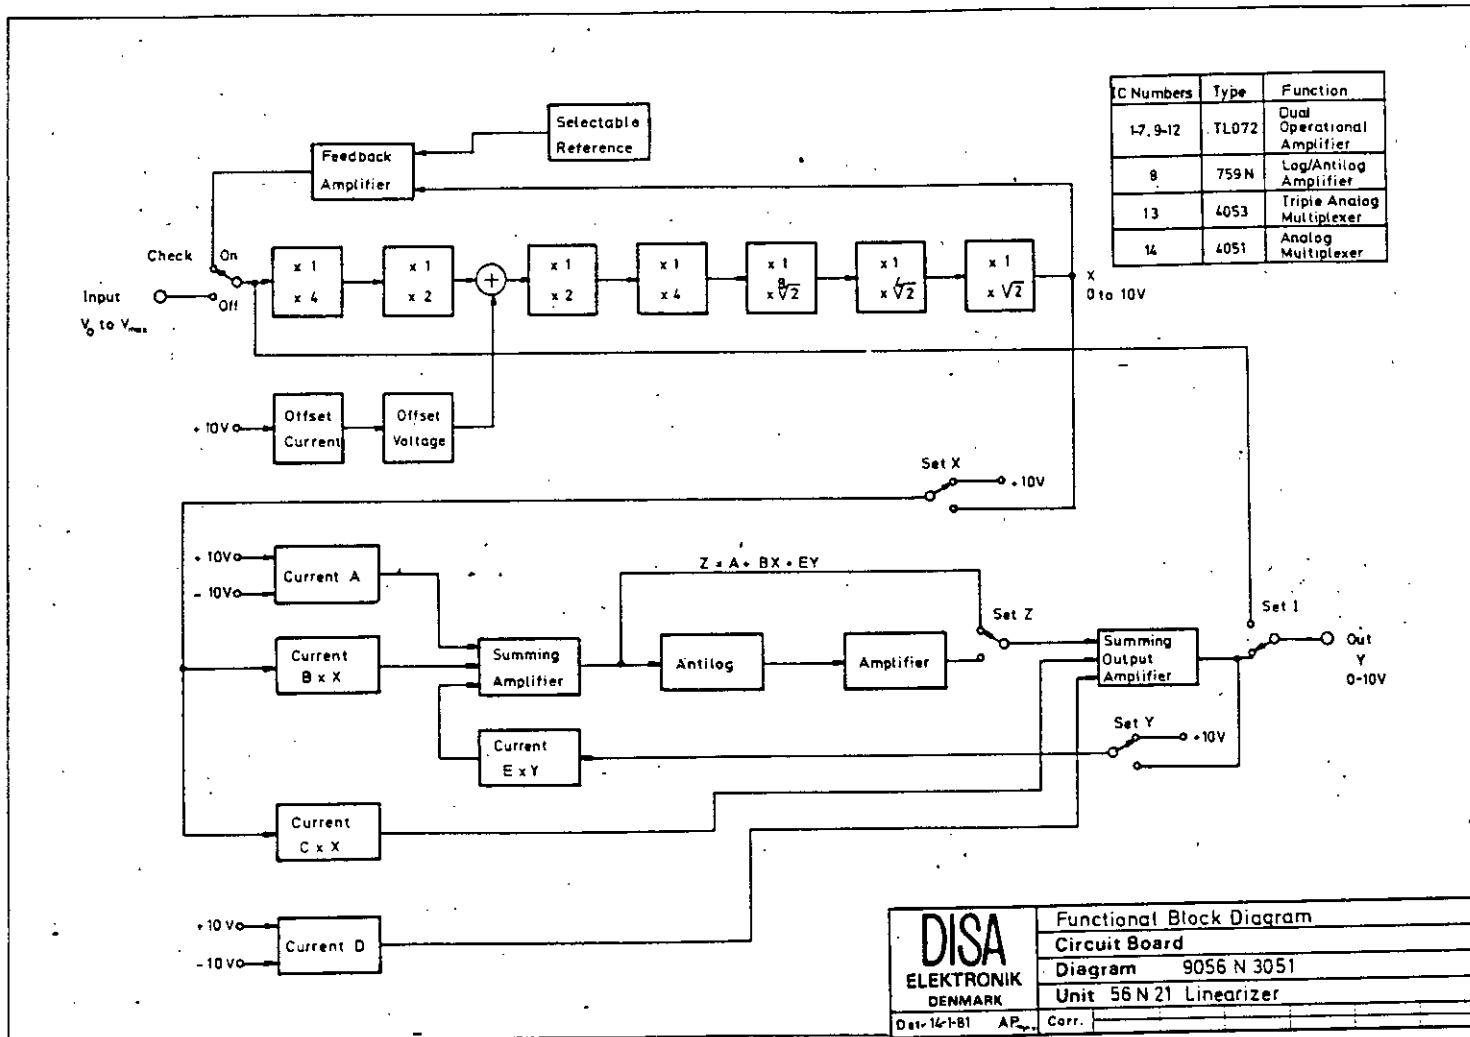 IC Numbers Type Function
1-7, 9-12 TL072 Dual Operational Amplifier
8 759 N Log/Antilog Amplifier
13 4053 Triple Analog Multiplexer
14 4051 Analog Multiplexer
Selectable
Reference
Feedback
Amplifier
Check
On
Off
Input
V₀ to Vmax
x 1
x 4
x 1
x 2
+
x 1
x 2
x 1
x 4
x 1
x ⁸√2
x 1
x ⁴√2
x 1
x √2
X
0 to 10V
+ 10V
Offset
Current
Offset
Voltage
Set X
+10V
+ 10V
- 10V
Current A
Z = A + BX + EY
Set Z
Set 1
Current
B x X
Summing
Amplifier
Antilog
Amplifier
Summing
Output
Amplifier
Out
Y
0-10V
Set Y
+10V
Current
E x Y
Current
C x X
+ 10 V
- 10 V
Current D
DISA
ELEKTRONIK
DENMARK
Functional Block Diagram
Circuit Board
Diagram 9056 N 3051
Unit 56 N 21 Linearizer
14-1-81
Corr.